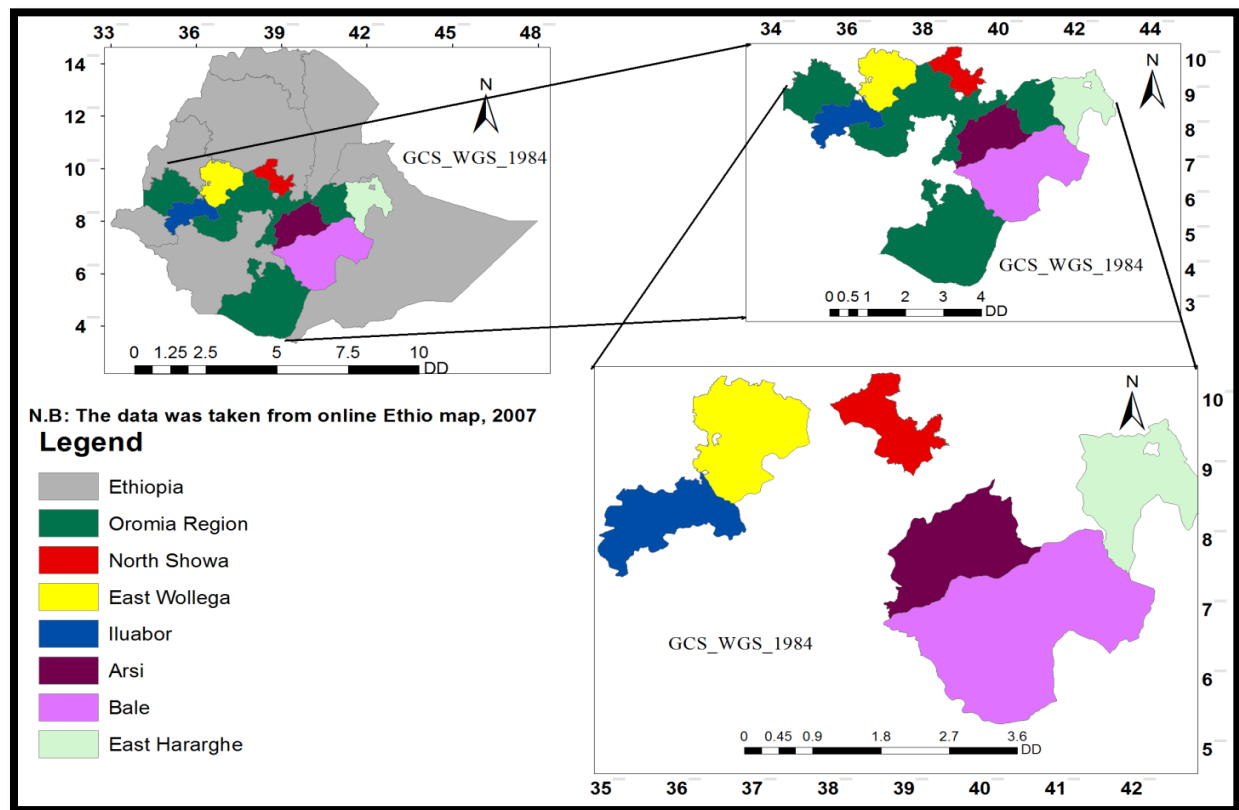 33 36 39 42 45 48
14
12
10
8
6
4
N
GCS_WGS_1984
0 1.25 2.5 5 7.5 10
DD
34 36 38 40 42 44
10
9
8
7
6
5
4
3
N
GCS_WGS_1984
0 0.5 1 2 3 4
DD
N.B: The data was taken from online Ethio map, 2007
Legend
Ethiopia
Oromia Region
North Showa
East Wollega
Iluabor
Arsi
Bale
East Hararghe
N
10
9
8
7
6
5
GCS_WGS_1984
0 0.45 0.9 1.8 2.7 3.6
DD
35 36 37 38 39 40 41 42